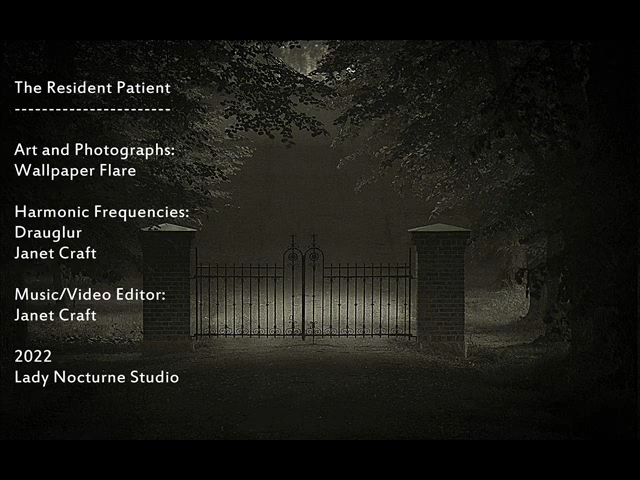 The Resident Patient
-----------------------
Art and Photographs:
Wallpaper Flare
Harmonic Frequencies:
Drauglur
Janet Craft
Music/Video Editor:
Janet Craft
2022
Lady Nocturne Studio